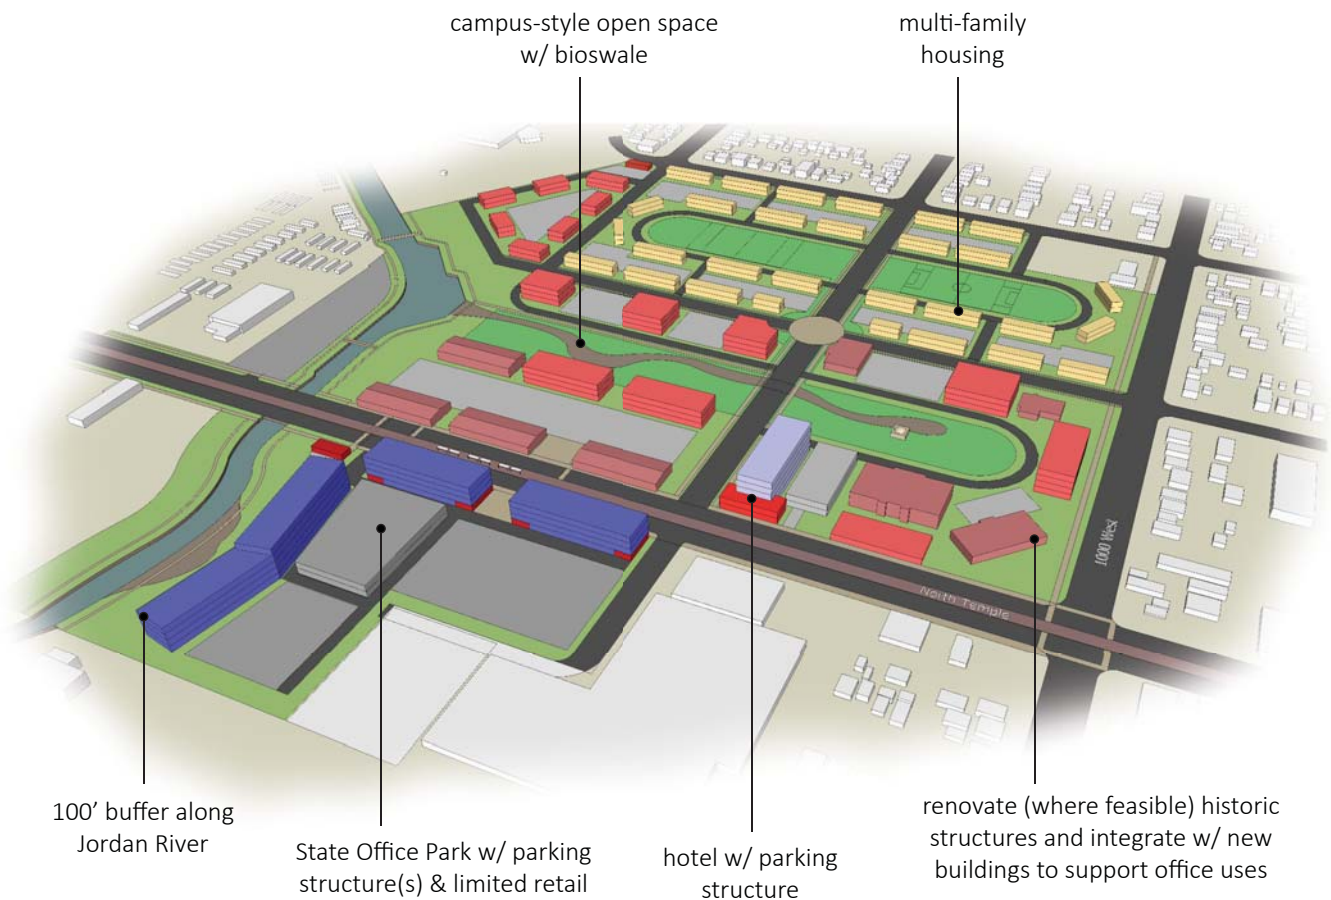 campus-style open space
w/ bioswale
multi-family
housing
1000 West
North Temple
100’ buffer along
Jordan River
State Office Park w/ parking
structure(s) & limited retail
hotel w/ parking
structure
renovate (where feasible) historic
structures and integrate w/ new
buildings to support office uses